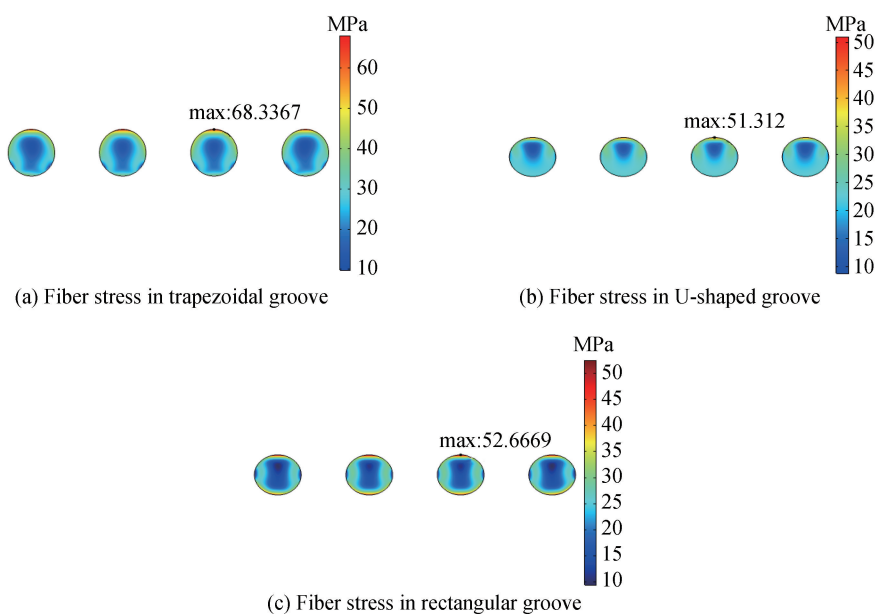 MPa
60
50
40
30
20
10
max:68.3367
(a) Fiber stress in trapezoidal groove
MPa
50
45
40
35
30
25
20
15
10
max:51.312
(b) Fiber stress in U-shaped groove
MPa
50
45
40
35
30
25
20
15
10
max:52.6669
(c) Fiber stress in rectangular groove